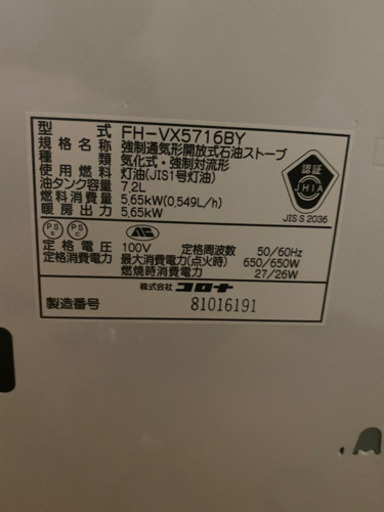 型式 FH-VX5716BY
規格名称 強制通気形開放式石油ストーブ
種類 気化式・強制対流形
使用燃料 灯油(JIS1号灯油)
油タンク容量 7.2L
燃料消費量 5.65kW(0.549L/h)
暖房出力 5.65kW
認証
JHIA
JIS S 2036
PS E PS C
定格電圧 100V 定格周波数 50/60Hz
定格消費電力 最大消費電力(点火時) 650/650W
燃焼時消費電力 27/26W
株式会社 コロナ
製造番号 81016191